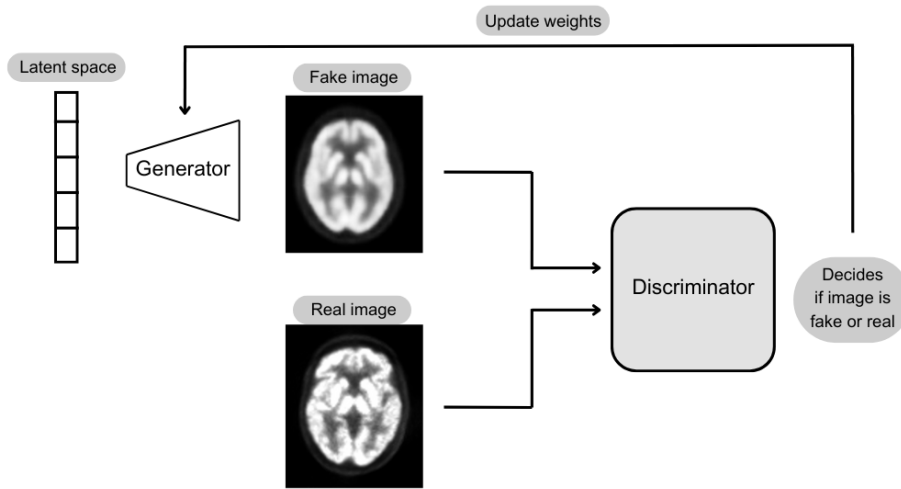 Update weights
Latent space
Fake image
Generator
Real image
Discriminator
Decides
if image is
fake or real